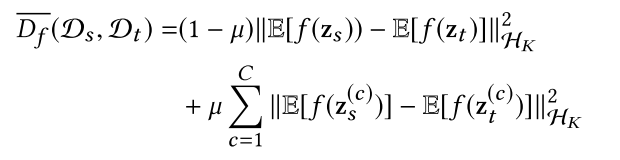 $\overline{D_f}(\mathcal{D}_s, \mathcal{D}_t) = (1 - \mu)\|\mathbb{E}[f(\mathbf{z}_s)) - \mathbb{E}[f(\mathbf{z}_t)]\|^2_{\mathcal{H}_K}$
$+ \mu \sum_{c=1}^{C} \|\mathbb{E}[f(\mathbf{z}_s^{(c)})] - \mathbb{E}[f(\mathbf{z}_t^{(c)})]\|^2_{\mathcal{H}_K}$